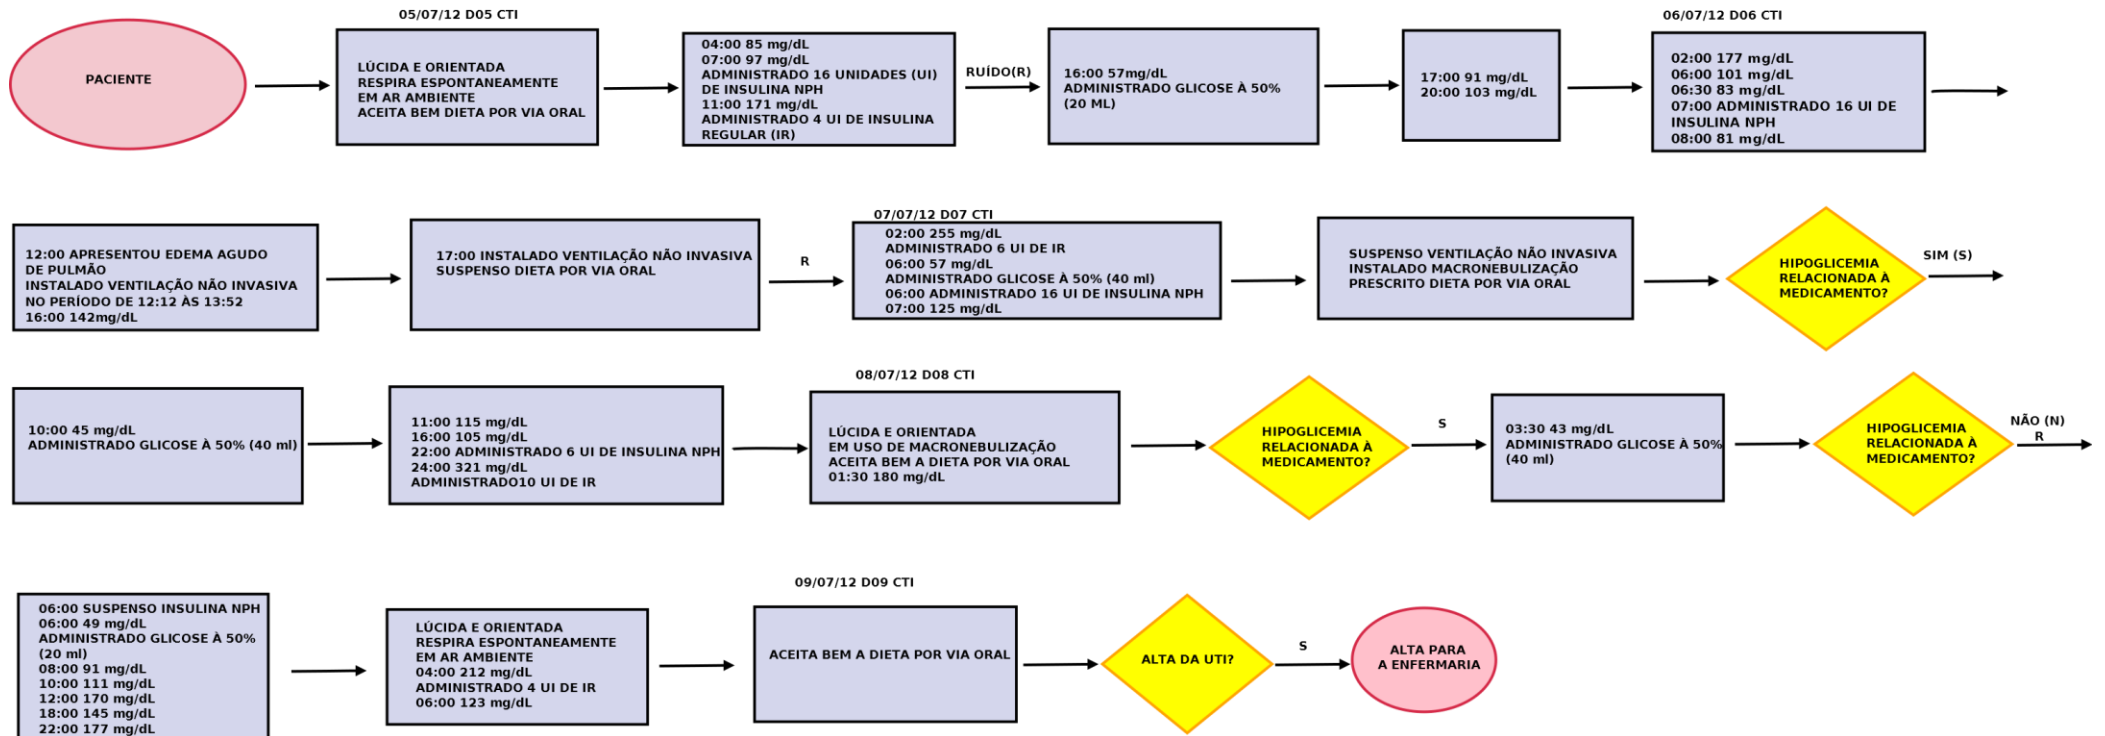 PACIENTE
05/07/12 D05 CTI
LÚCIDA E ORIENTADA
RESPIRA ESPONTANEAMENTE
EM AR AMBIENTE
ACEITA BEM DIETA POR VIA ORAL
04:00 85 mg/dL
07:00 97 mg/dL
ADMINISTRADO 16 UNIDADES (UI)
DE INSULINA NPH
11:00 171 mg/dL
ADMINISTRADO 4 UI DE INSULINA
REGULAR (IR)
RUÍDO(R)
16:00 57mg/dL
ADMINISTRADO GLICOSE À 50%
(20 ML)
17:00 91 mg/dL
20:00 103 mg/dL
06/07/12 D06 CTI
02:00 177 mg/dL
06:00 101 mg/dL
06:30 83 mg/dL
07:00 ADMINISTRADO 16 UI DE
INSULINA NPH
08:00 81 mg/dL
12:00 APRESENTOU EDEMA AGUDO
DE PULMÃO
INSTALADO VENTILAÇÃO NÃO INVASIVA
NO PERÍODO DE 12:12 ÀS 13:52
16:00 142mg/dL
17:00 INSTALADO VENTILAÇÃO NÃO INVASIVA
SUSPENSO DIETA POR VIA ORAL
R
07/07/12 D07 CTI
02:00 255 mg/dL
ADMINISTRADO 6 UI DE IR
06:00 57 mg/dL
ADMINISTRADO GLICOSE À 50% (40 ml)
06:00 ADMINISTRADO 16 UI DE INSULINA NPH
07:00 125 mg/dL
SUSPENSO VENTILAÇÃO NÃO INVASIVA
INSTALADO MACRONEBULIZAÇÃO
PRESCRITO DIETA POR VIA ORAL
HIPOGLICEMIA
RELACIONADA À
MEDICAMENTO?
SIM (S)
10:00 45 mg/dL
ADMINISTRADO GLICOSE À 50% (40 ml)
11:00 115 mg/dL
16:00 105 mg/dL
22:00 ADMINISTRADO 6 UI DE INSULINA NPH
24:00 321 mg/dL
ADMINISTRADO10 UI DE IR
08/07/12 D08 CTI
LÚCIDA E ORIENTADA
EM USO DE MACRONEBULIZAÇÃO
ACEITA BEM A DIETA POR VIA ORAL
01:30 180 mg/dL
HIPOGLICEMIA
RELACIONADA À
MEDICAMENTO?
S
03:30 43 mg/dL
ADMINISTRADO GLICOSE À 50%
(40 ml)
HIPOGLICEMIA
RELACIONADA À
MEDICAMENTO?
NÃO (N)
R
06:00 SUSPENSO INSULINA NPH
06:00 49 mg/dL
ADMINISTRADO GLICOSE À 50%
(20 ml)
08:00 91 mg/dL
10:00 111 mg/dL
12:00 170 mg/dL
18:00 145 mg/dL
22:00 177 mg/dL
LÚCIDA E ORIENTADA
RESPIRA ESPONTANEAMENTE
EM AR AMBIENTE
04:00 212 mg/dL
ADMINISTRADO 4 UI DE IR
06:00 123 mg/dL
09/07/12 D09 CTI
ACEITA BEM A DIETA POR VIA ORAL
ALTA DA UTI?
S
ALTA PARA
A ENFERMARIA